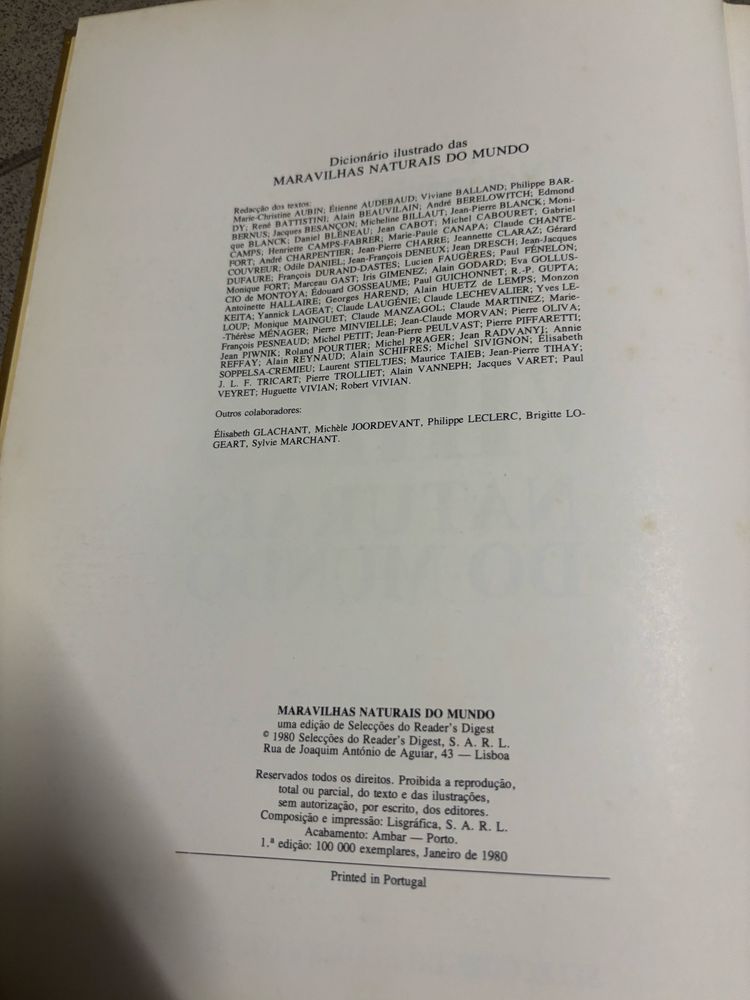 Dicionário ilustrado das
MARAVILHAS NATURAIS DO MUNDO
Redacção dos textos:
Marie-Christine AUBIN; Étienne AUDEBAUD; Viviane BALLAND; Philippe BAR-
DY; René BATTISTINI; Alain BEAUVILAIN; André BERELOWITCH; Edmond
BERNUS; Jacques BESANÇON; Micheline BILLAUT; Jean-Pierre BLANCK; Moni-
que BLANCK; Daniel BLÉNEAU; Jean CABOT; Michel CABOURET; Gabriel
CAMPS; Henriette CAMPS-FABRER; Marie-Paule CANAPA; Claude CHANTE-
FORT; André CHARPENTIER; Jean-Pierre CHARRE; Jeannette CLARAZ; Gérard
COUVREUR; Odile DANIEL; Jean-François DENEUX; Jean DRESCH; Jean-Jacques
DUFAURE; François DURAND-DASTES; Lucien FAUGÈRES; Paul FÉNELON;
Monique FORT; Marceau GAST; Iris GIMENEZ; Alain GODARD; Eva GOLLUS-
CIO de MONTOYA; Édouard GOSSEAUME; Paul GUICHONNET; R.-P. GUPTA;
Antoinette HALLAIRE; Georges HAREND; Alain HUETZ de LEMPS; Monzon
KEITA; Yannick LAGEAT; Claude LAUGÉNIE; Claude LECHEVALIER; Yves LE-
LOUP; Monique MAINGUET; Claude MANZAGOL; Claude MARTINEZ; Marie-
-Thérèse MÉNAGER; Pierre MINVIELLE; Jean-Claude MORVAN; Pierre OLIVA;
François PESNEAUD; Michel PETIT; Jean-Pierre PEULVAST; Pierre PIFFARETTI;
Jean PIWNIK; Roland POURTIER; Michel PRAGER; Jean RADVANYI; Annie
REFFAY; Alain REYNAUD; Alain SCHIFRES; Michel SIVIGNON; Élisabeth
SOPPELSA-CREMIEU; Laurent STIELTJES; Maurice TAIEB; Jean-Pierre TIHAY;
J. L. F. TRICART; Pierre TROLLIET; Alain VANNEPH; Jacques VARET; Paul
VEYRET; Huguette VIVIAN; Robert VIVIAN.
Outros colaboradores:
Élisabeth GLACHANT, Michèle JOORDEVANT, Philippe LECLERC, Brigitte LO-
GEART, Sylvie MARCHANT.
MARAVILHAS NATURAIS DO MUNDO
uma edição de Selecções do Reader's Digest
© 1980 Selecções do Reader's Digest, S. A. R. L.
Rua de Joaquim António de Aguiar, 43 — Lisboa
Reservados todos os direitos. Proibida a reprodução,
total ou parcial, do texto e das ilustrações,
sem autorização, por escrito, dos editores.
Composição e impressão: Lisgráfica, S. A. R. L.
Acabamento: Ambar — Porto.
1.ª edição: 100 000 exemplares, Janeiro de 1980
Printed in Portugal